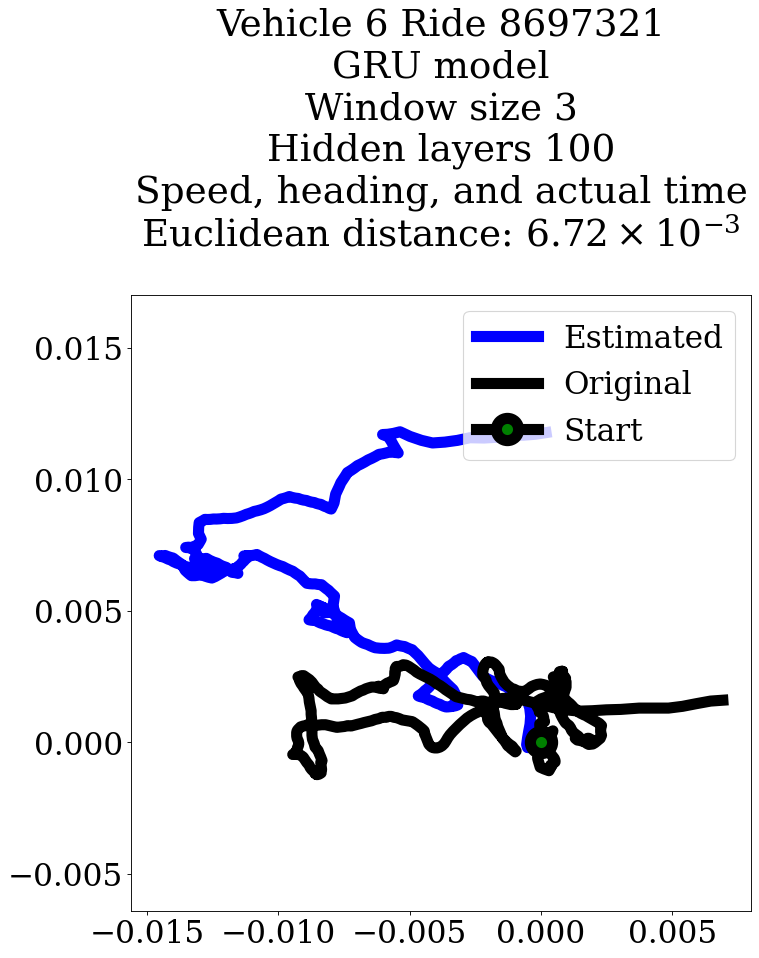 Vehicle 6 Ride 8697321
GRU model
Window size 3
Hidden layers 100
Speed, heading, and actual time
Euclidean distance: 6.72 × 10⁻³
Estimated
Original
Start
0.015
0.010
0.005
0.000
−0.005
−0.015 −0.010 −0.005 0.000 0.005